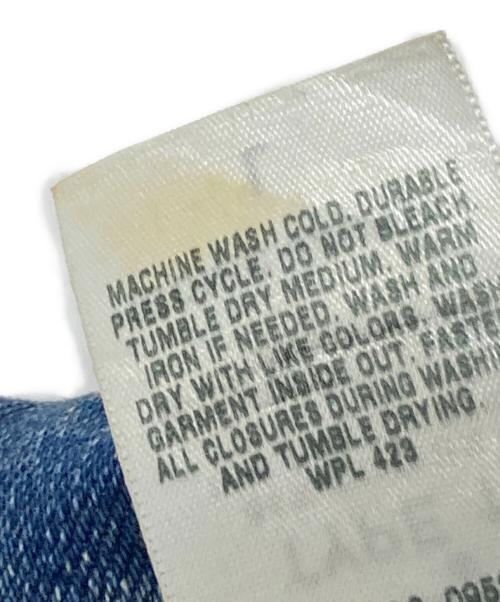 MACHINE WASH COLD, DURABLE
PRESS CYCLE. DO NOT BLEACH
TUMBLE DRY MEDIUM. WARM
IRON IF NEEDED. WASH AND
DRY WITH LIKE COLORS. WASH
GARMENT INSIDE OUT. FASTE
ALL CLOSURES DURING WASHI
AND TUMBLE DRYING
WPL 423